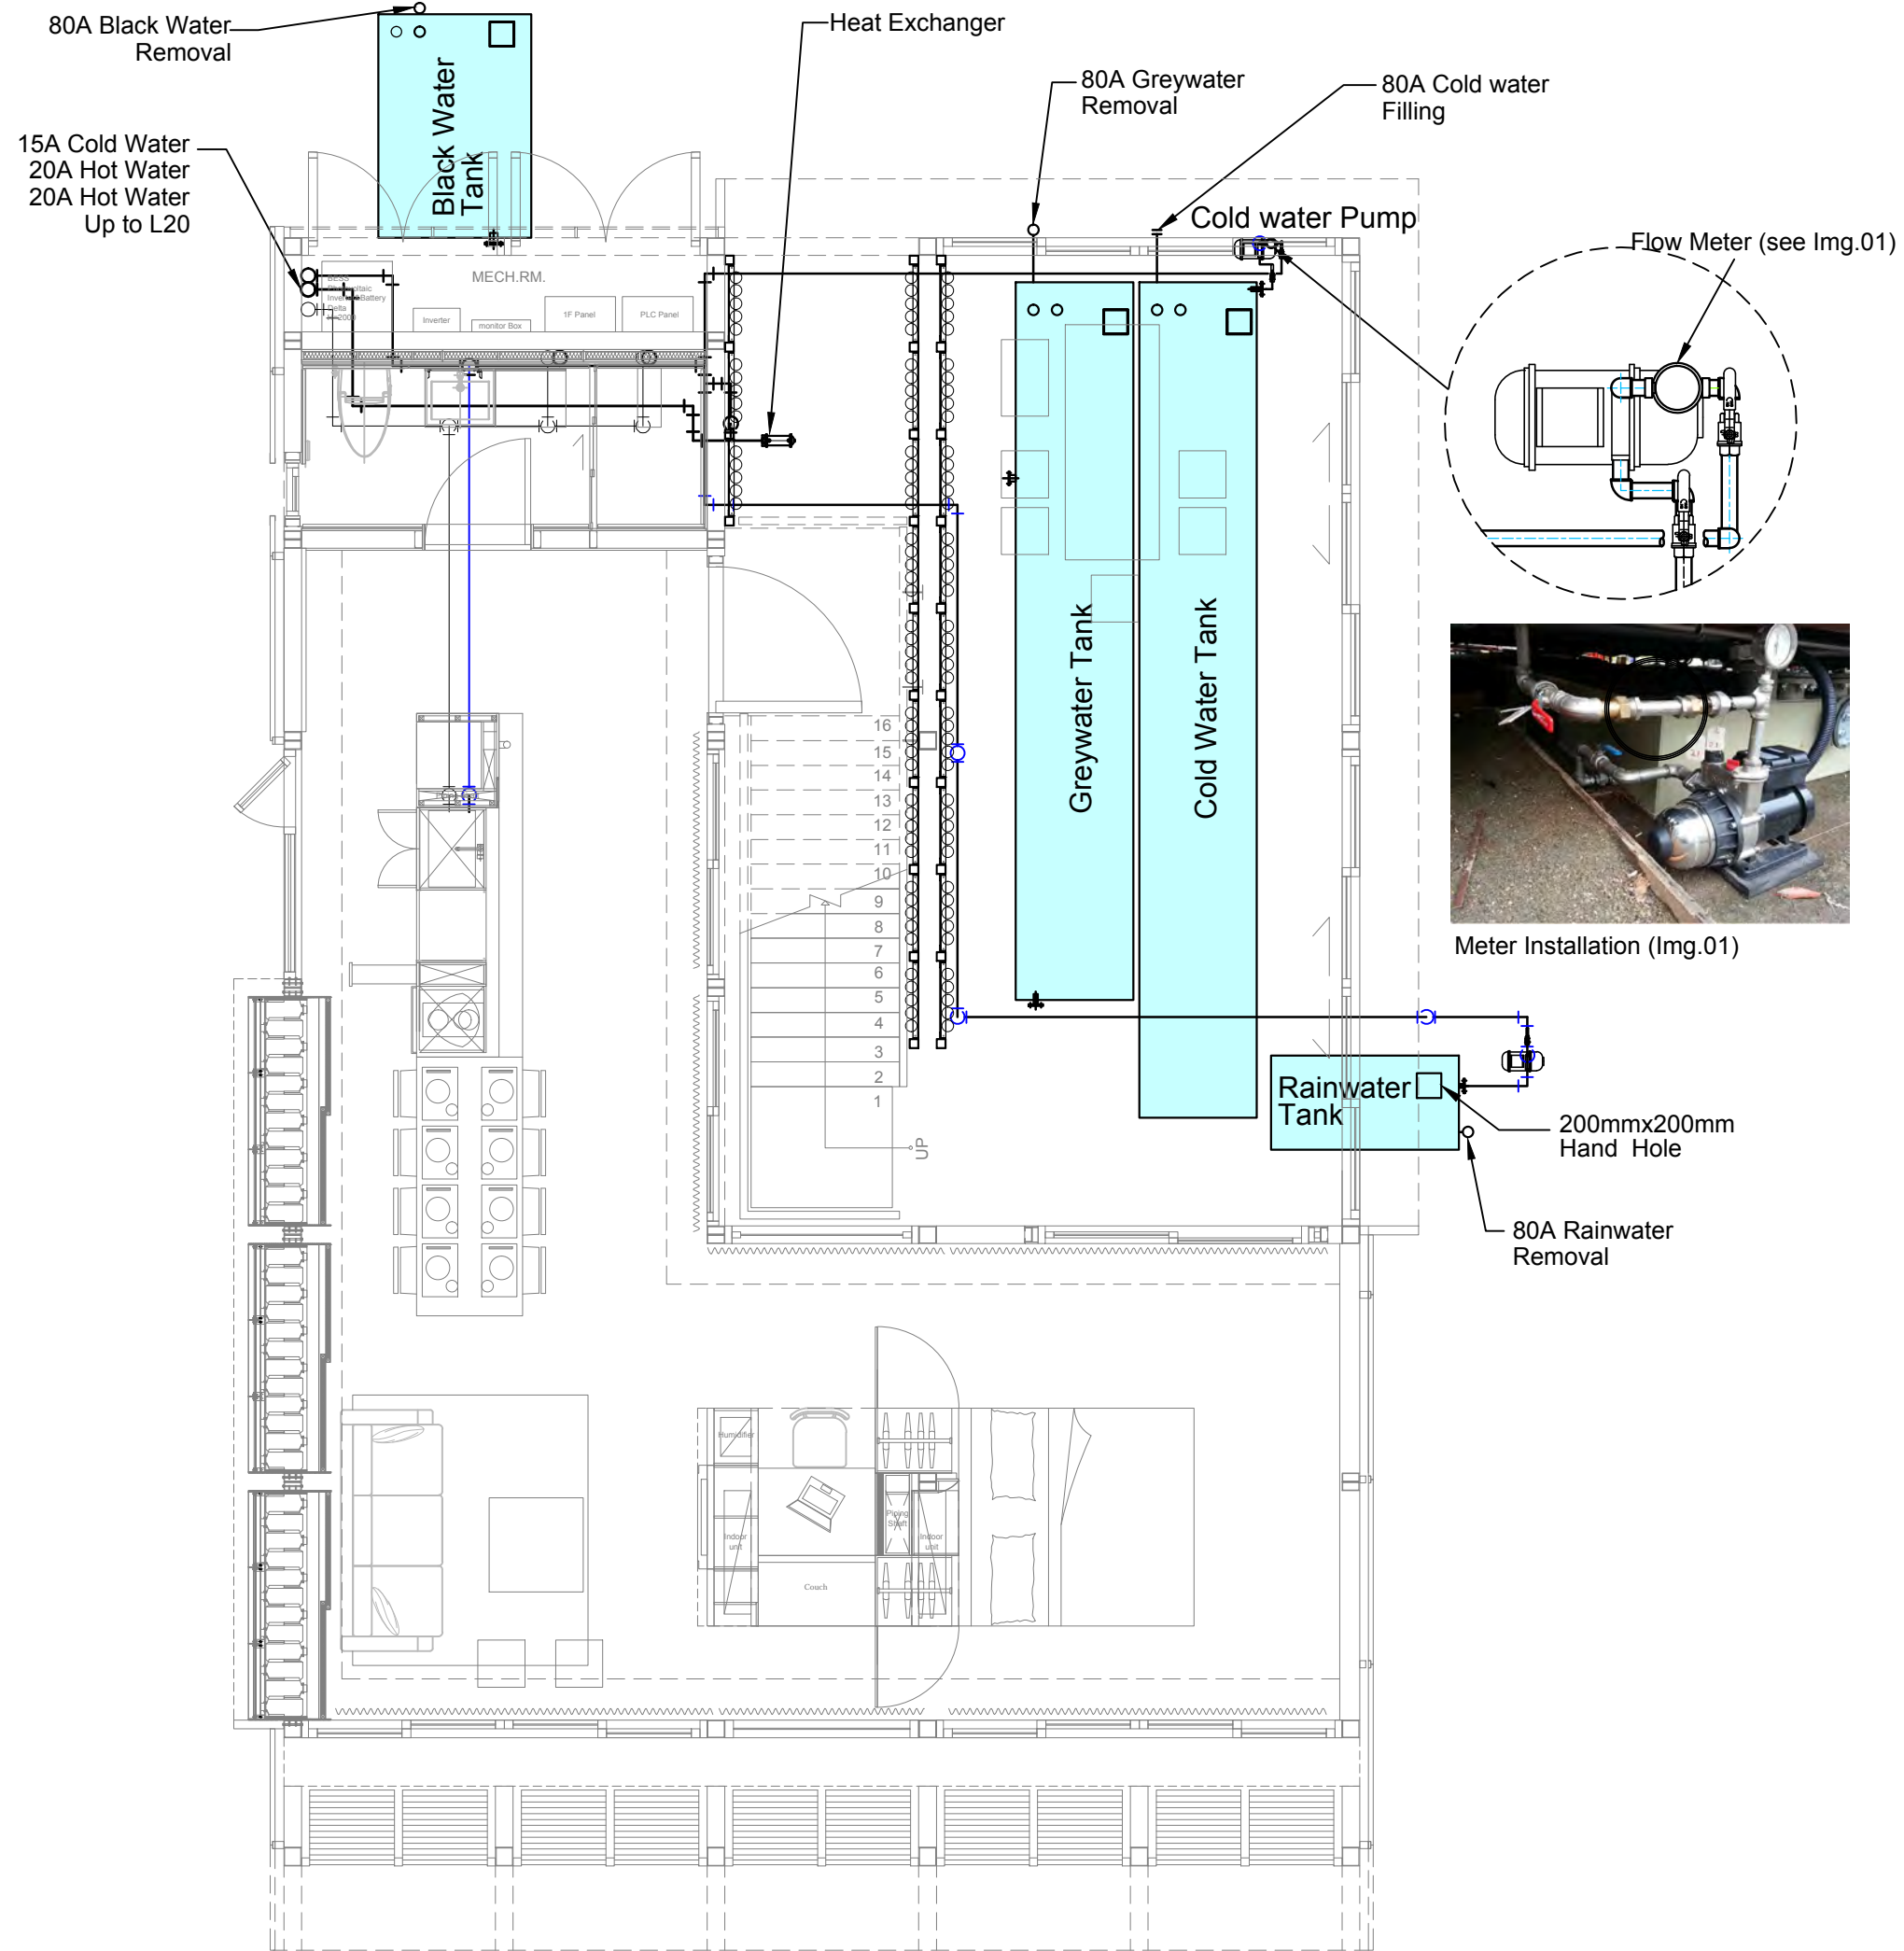 80A Black Water
Removal
Heat Exchanger
80A Greywater
Removal
80A Cold water
Filling
15A Cold Water
20A Hot Water
20A Hot Water
Up to L20
Black Water
Tank
Cold water Pump
Flow Meter (see Img.01)
MECH.RM.
BESS
Inverter
monitor Box
1F Panel
PLC Panel
Greywater Tank
Cold Water Tank
Meter Installation (Img.01)
16
15
14
13
12
11
10
9
8
7
6
5
4
3
2
1
UP
Rainwater
Tank
200mmx200mm
Hand Hole
80A Rainwater
Removal
Humidifier
Indoor
unit
Piping
Shaft
Indoor
unit
Couch